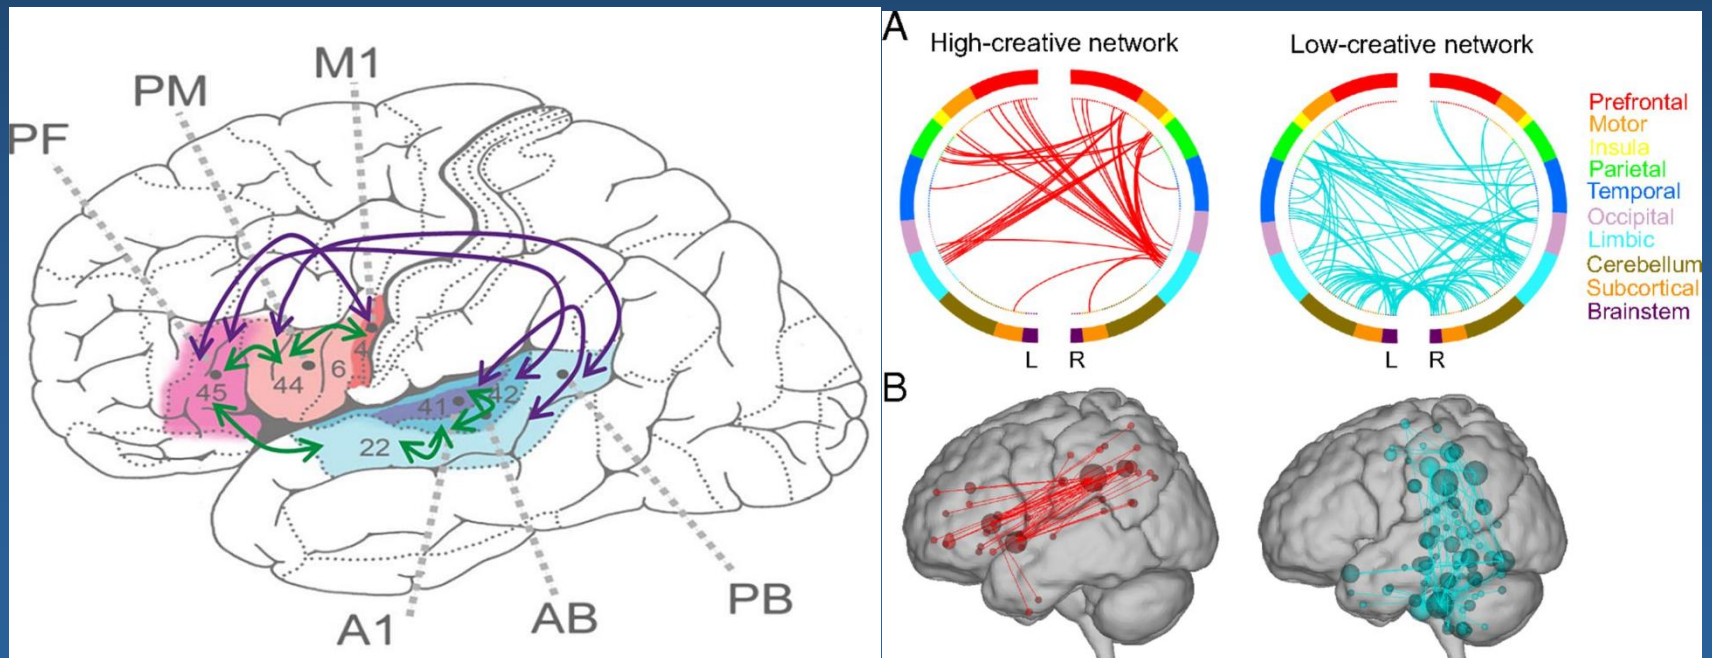 M1
PM
PF
45
44
6
4
41
42
22
A1
AB
PB
A
High-creative network
Low-creative network
Prefrontal
Motor
Insula
Parietal
Temporal
Occipital
Limbic
Cerebellum
Subcortical
Brainstem
L R
L R
B